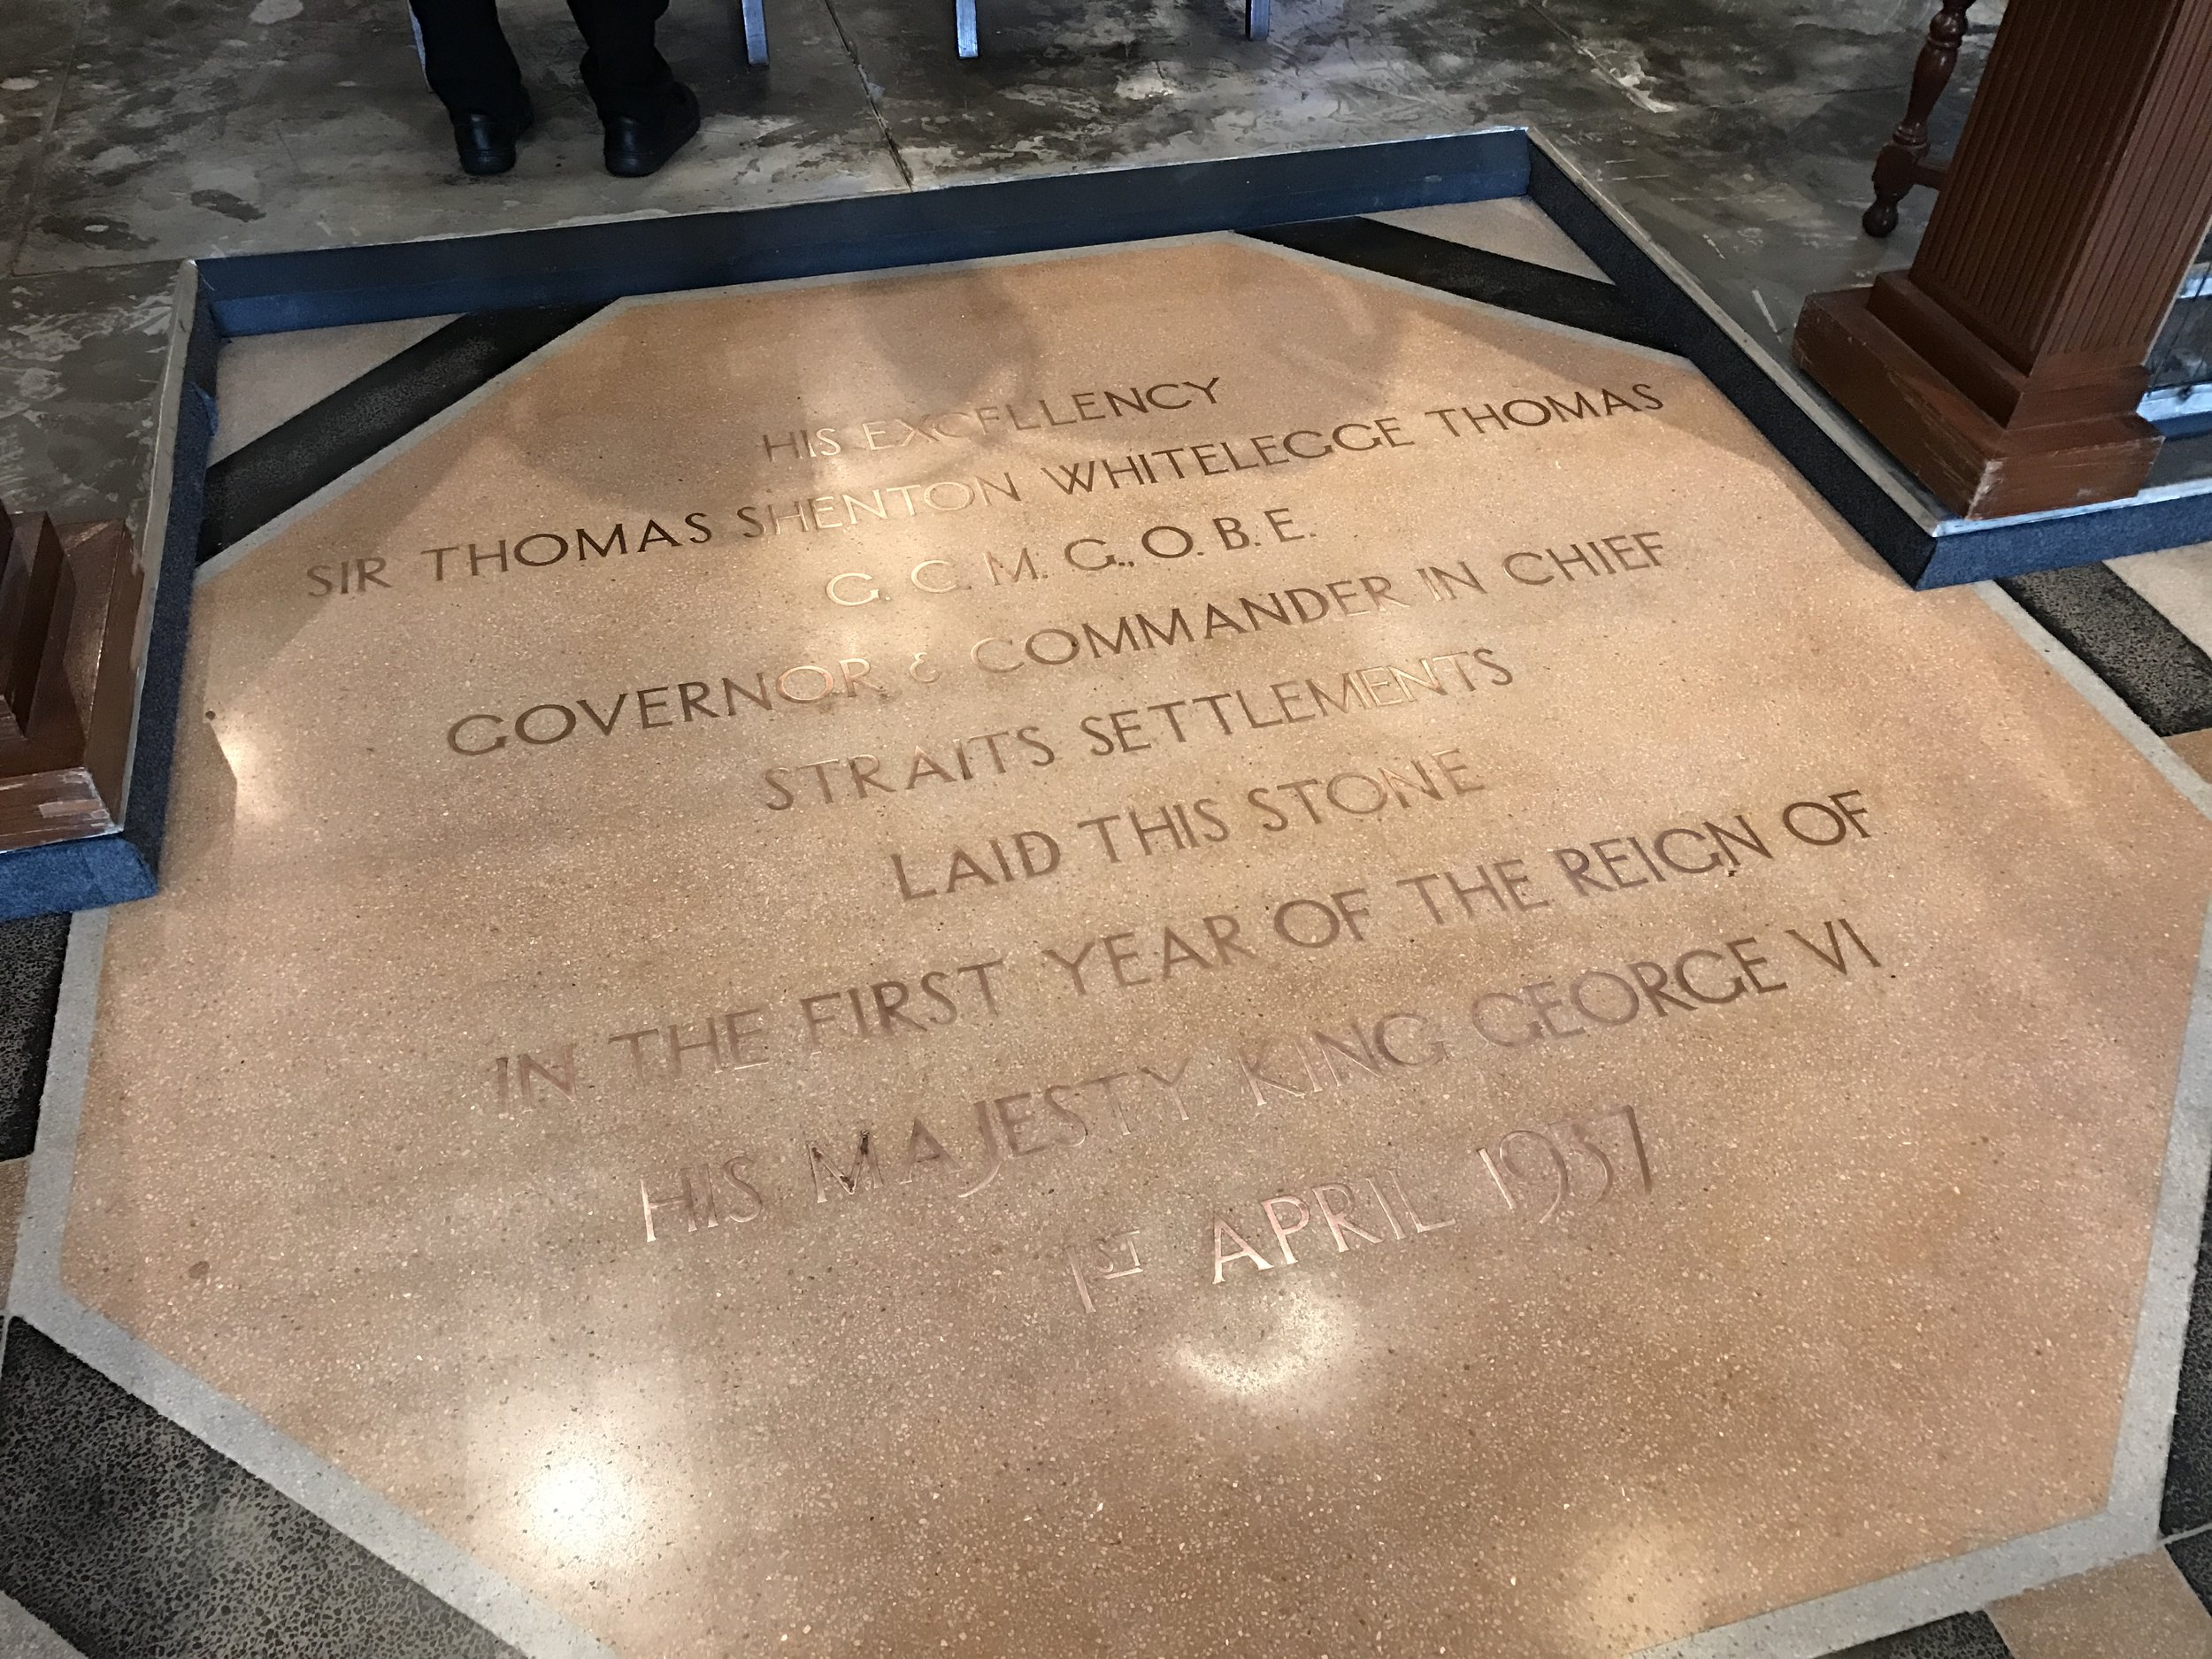 HIS EXCELLENCY
SIR THOMAS SHENTON WHITELEGGE THOMAS
G. C. M. G., O. B. E.
GOVERNOR & COMMANDER IN CHIEF
STRAITS SETTLEMENTS
LAID THIS STONE
IN THE FIRST YEAR OF THE REIGN OF
HIS MAJESTY KING GEORGE VI
1ST APRIL 1937